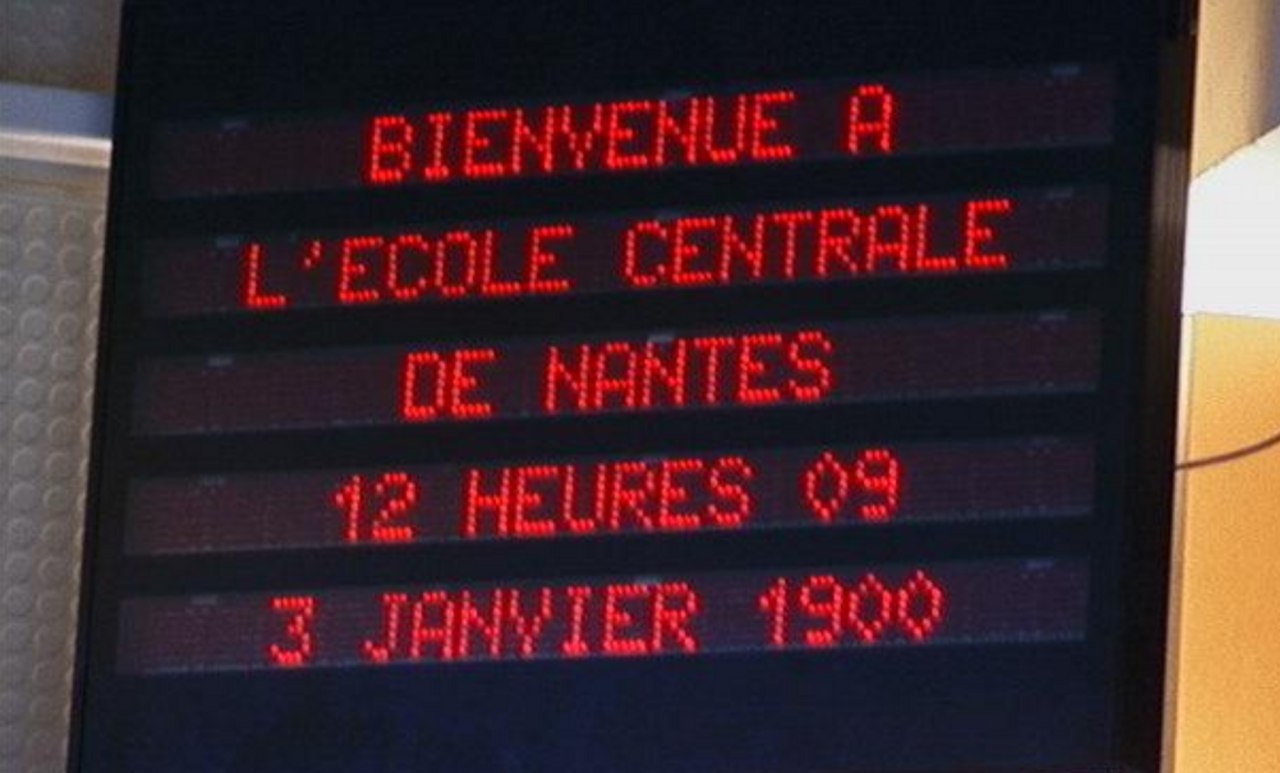 BIENVENUE A
L'ECOLE CENTRALE
DE NANTES
12 HEURES 09
3 JANVIER 1900